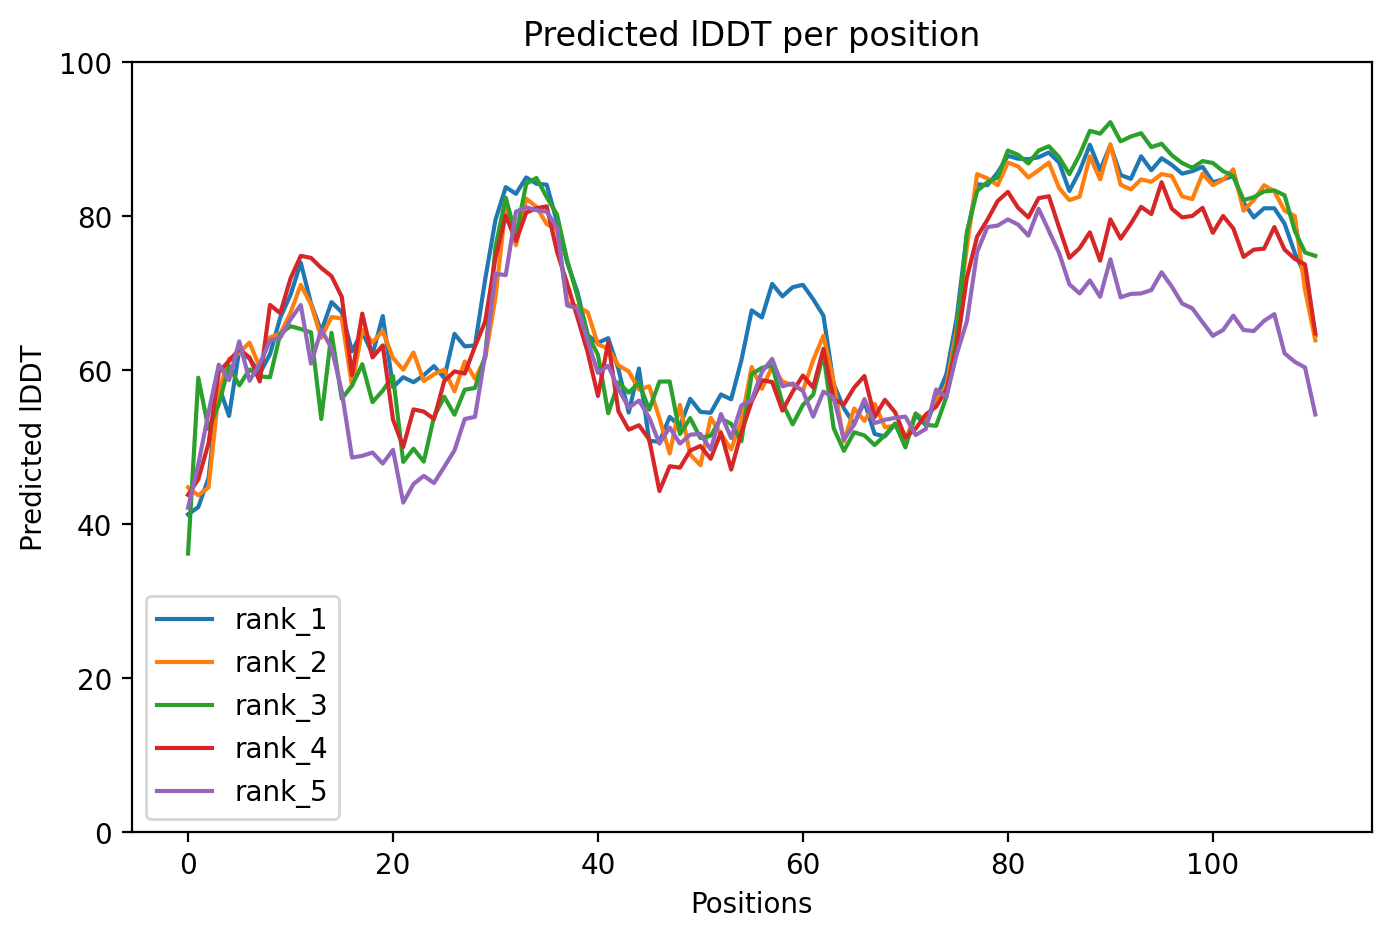 Predicted lDDT per position
100
80
60
40
20
0
Predicted lDDT
rank_1
rank_2
rank_3
rank_4
rank_5
0 20 40 60 80 100
Positions